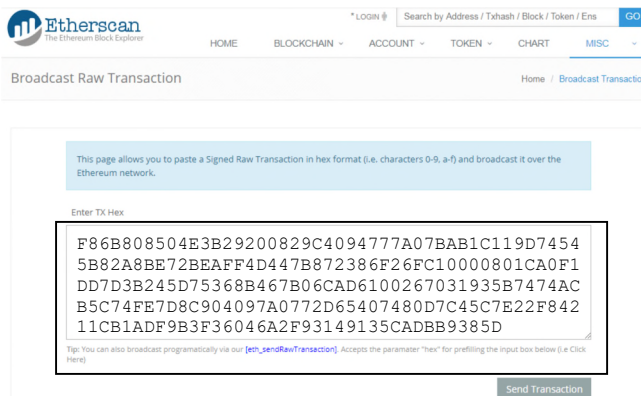 Etherscan
The Ethereum Block Explorer
* LOGIN
Search by Address / Txhash / Block / Token / Ens
GO
HOME BLOCKCHAIN ACCOUNT TOKEN CHART MISC
Broadcast Raw Transaction
Home / Broadcast Transactio
This page allows you to paste a Signed Raw Transaction in hex format (i.e. characters 0-9, a-f) and broadcast it over the
Ethereum network.
Enter TX Hex
F86B808504E3B29200829C4094777A07BAB1C119D7454
5B82A8BE72BEAFF4D447B872386F26FC10000801CA0F1
DD7D3B245D75368B467B06CAD6100267031935B7474AC
B5C74FE7D8C904097A0772D65407480D7C45C7E22F842
11CB1ADF9B3F36046A2F93149135CADBB9385D
Tip: You can also broadcast programatically via our [eth_sendRawTransaction]. Accepts the paramater "hex" for prefilling the input box below (i.e Click
Here)
Send Transaction